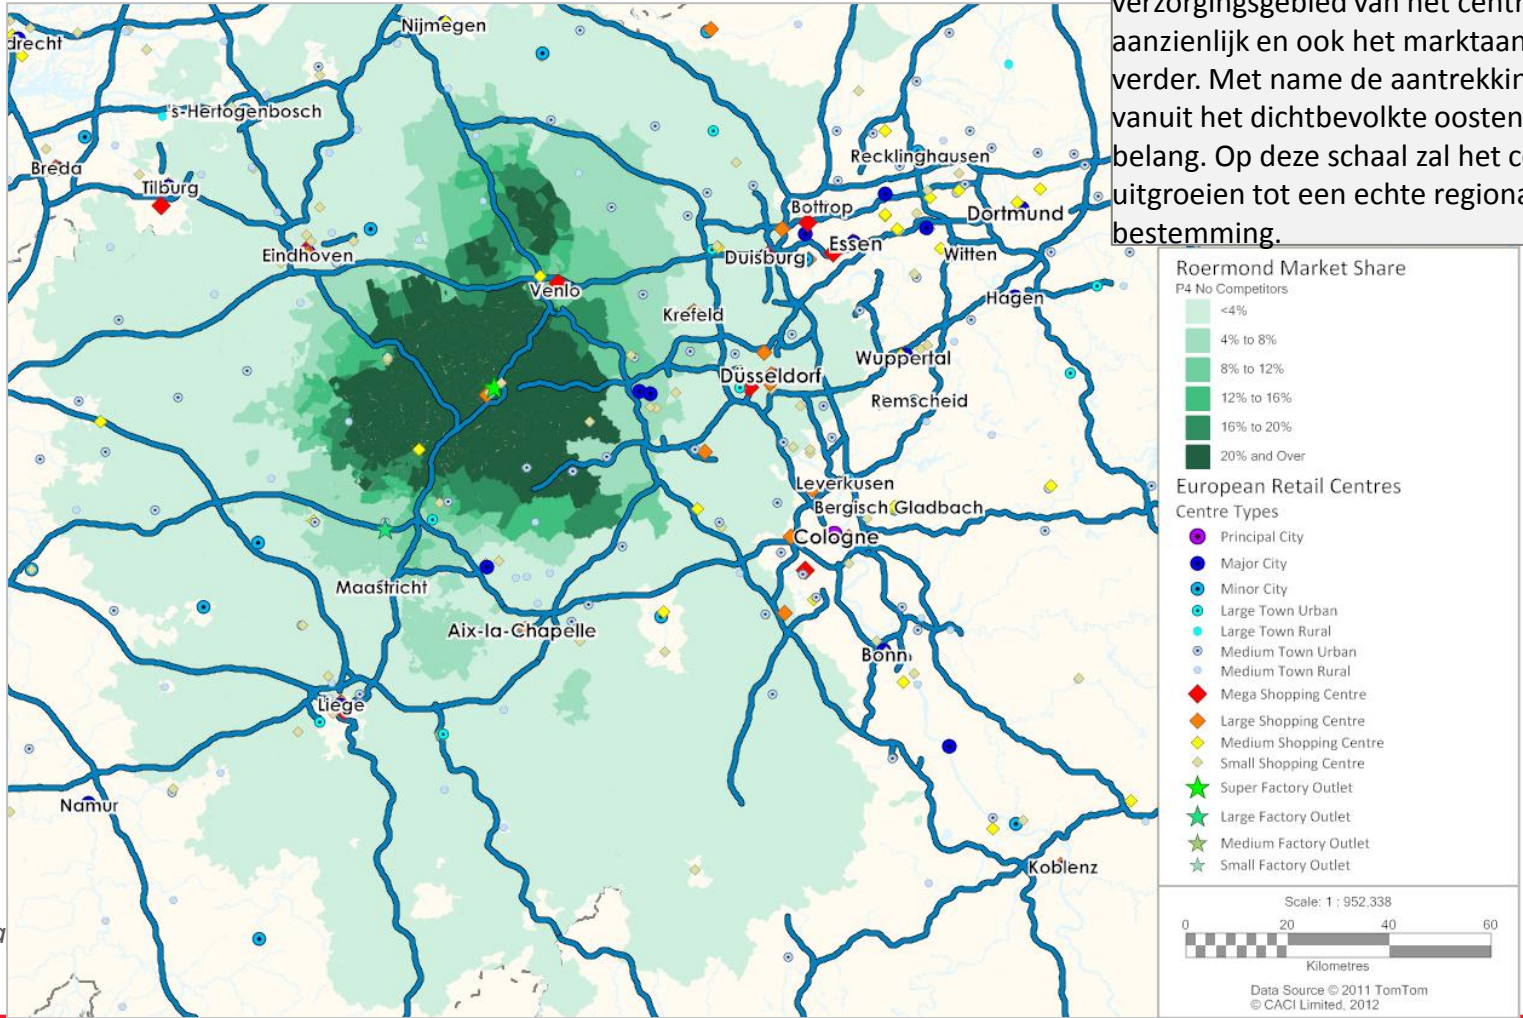 verzorgingsgebied van het
aanzienlijk en ook het
verder. Met name de
vanuit het dichtbevolkte
belang. Op deze schaal zal het
uitgroeien tot een echte
bestemming.
Nijmegen
's-Hertogenbosch
Breda
Tilburg
Recklinghausen
Bottrop
Dortmund
Eindhoven
Duisburg
Essen
Witten
Venlo
Hagen
Krefeld
Wuppertal
Düsseldorf
Remscheid
Leverkusen
Bergisch Gladbach
Cologne
Maastricht
Aix-la-Chapelle
Bonn
Liege
Namur
Koblenz
Roermond Market Share
P4 No Competitors
<4%
4% to 8%
8% to 12%
12% to 16%
16% to 20%
20% and Over
European Retail Centres
Centre Types
Principal City
Major City
Minor City
Large Town Urban
Large Town Rural
Medium Town Urban
Medium Town Rural
Mega Shopping Centre
Large Shopping Centre
Medium Shopping Centre
Small Shopping Centre
Super Factory Outlet
Large Factory Outlet
Medium Factory Outlet
Small Factory Outlet
Scale: 1 : 952,338
0 20 40 60
Kilometres
Data Source © 2011 TomTom
© CACI Limited, 2012